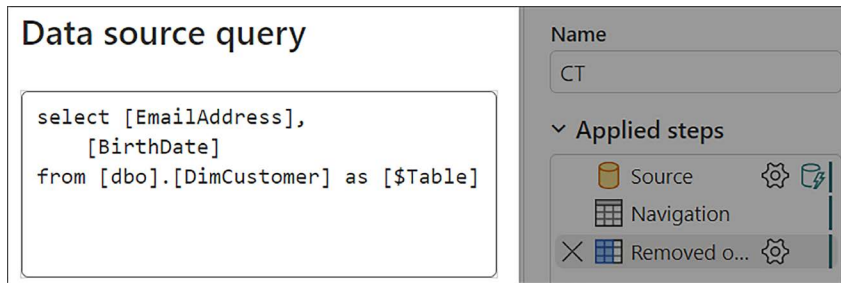 Data source query
select [EmailAddress],
[BirthDate]
from [dbo].[DimCustomer] as [$Table]
Name
CT
Applied steps
Source
Navigation
Removed o...